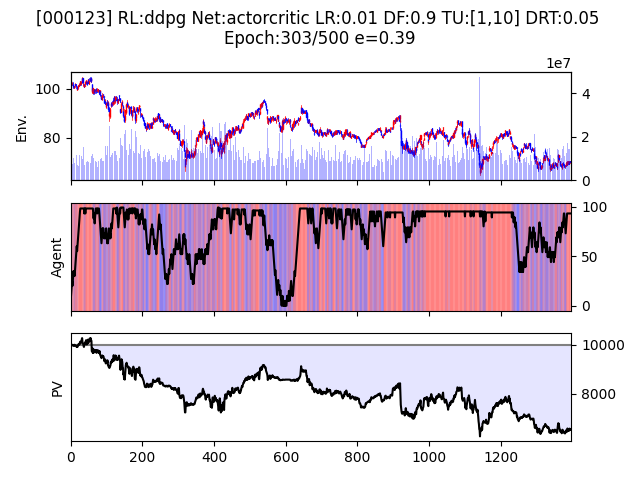 [000123] RL:ddpg Net:actorcritic LR:0.01 DF:0.9 TU:[1,10] DRT:0.05
Epoch:303/500 e=0.39
1e7
Env.
100
80
4
2
0
Agent
100
50
0
PV
10000
8000
0 200 400 600 800 1000 1200